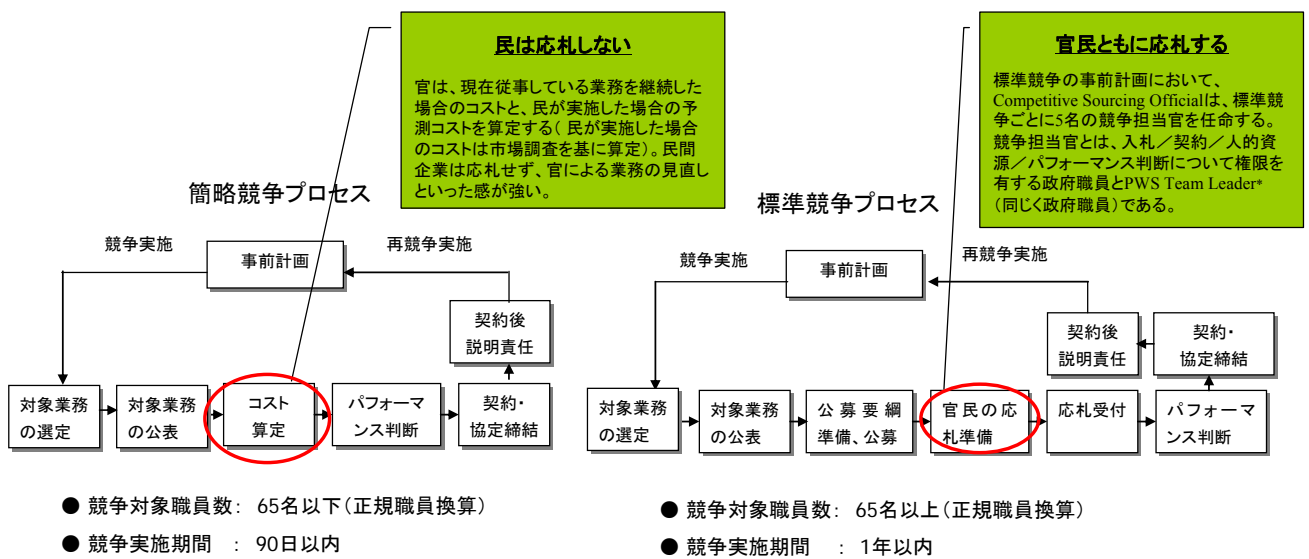 民は応札しない
官は、現在従事している業務を継続した
場合のコストと、民が実施した場合の予
測コストを算定する( 民が実施した場合
のコストは市場調査を基に算定)。民間
企業は応札せず、官による業務の見直し
といった感が強い。
簡略競争プロセス
競争実施
事前計画
再競争実施
契約後
説明責任
対象業務
の選定
対象業務
の公表
コスト
算定
パフォーマ
ンス判断
契約・
協定締結
● 競争対象職員数: 65名以下(正規職員換算)
● 競争実施期間 : 90日以内
官民ともに応札する
標準競争の事前計画において、
Competitive Sourcing Officialは、標準競
争ごとに5名の競争担当官を任命する。
競争担当官とは、入札/契約/人的資
源/パフォーマンス判断について権限を
有する政府職員とPWS Team Leader*
(同じく政府職員)である。
標準競争プロセス
競争実施
事前計画
再競争実施
契約後
説明責任
契約・
協定締結
対象業務
の選定
対象業務
の公表
公募要綱
準備、公募
官民の応
札準備
応札受付
パフォーマ
ンス判断
● 競争対象職員数: 65名以上(正規職員換算)
● 競争実施期間 : 1年以内